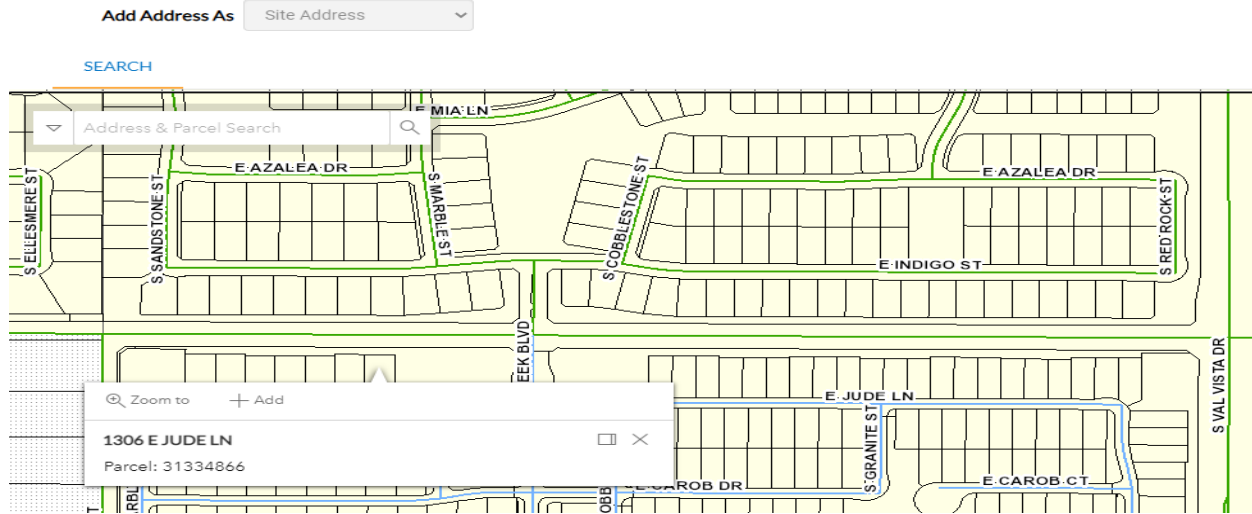 Add Address As Site Address
SEARCH
Address & Parcel Search
E MIA LN
E AZALEA DR
E AZALEA DR
S ELLESMERE ST
S SANDSTONE ST
S MARBLE ST
S COBBLESTONE ST
S RED ROCK ST
E INDIGO ST
EEK BLVD
S VAL VISTA DR
Zoom to + Add
E JUDE LN
1306 E JUDE LN
Parcel: 31334866
S GRANITE ST
E CAROB DR
E CAROB CT
ARBL
OBB
T